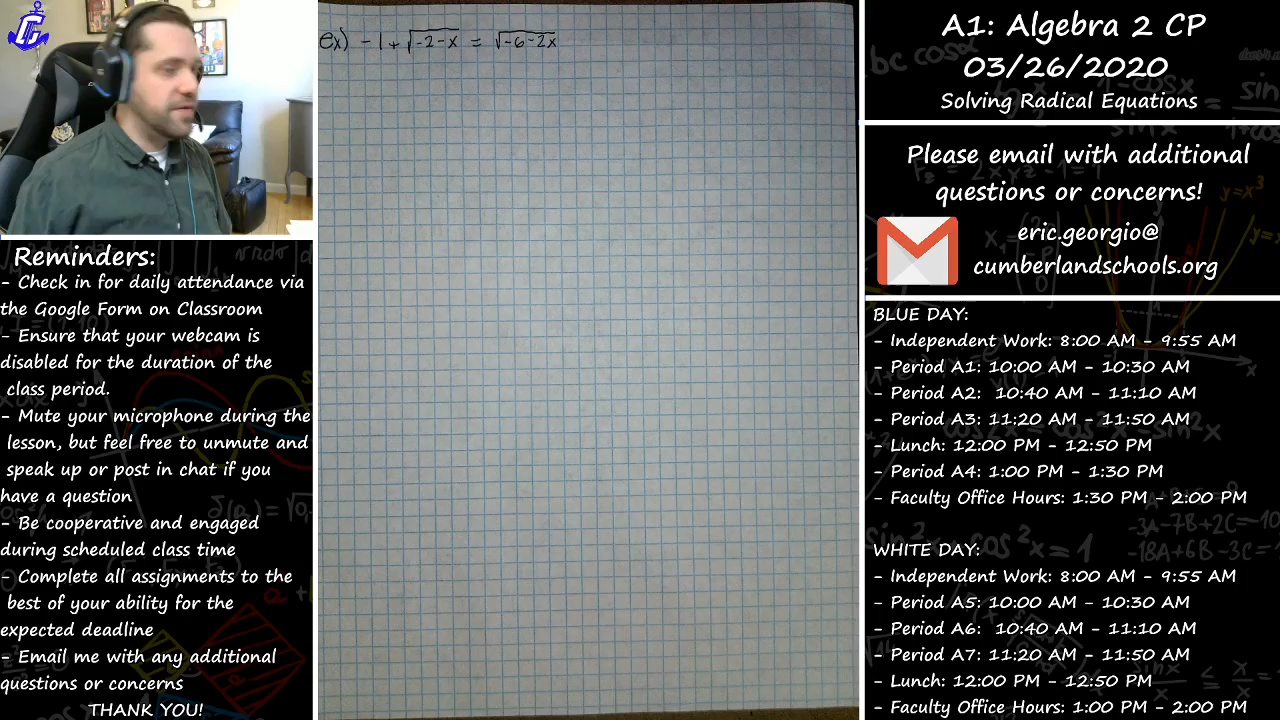 G
ex) -1+√-2-x = √-6-2x
Reminders:
- Check in for daily attendance via
the Google Form on Classroom
- Ensure that your webcam is
disabled for the duration of the
class period.
- Mute your microphone during the
lesson, but feel free to unmute and
speak up or post in chat if you
have a question
- Be cooperative and engaged
during scheduled class time
- Complete all assignments to the
best of your ability for the
expected deadline
- Email me with any additional
questions or concerns
THANK YOU!
A1: Algebra 2 CP
03/26/2020
Solving Radical Equations
Please email with additional
questions or concerns!
eric.georgio@
cumberlandschools.org
BLUE DAY:
- Independent Work: 8:00 AM - 9:55 AM
- Period A1: 10:00 AM - 10:30 AM
- Period A2: 10:40 AM - 11:10 AM
- Period A3: 11:20 AM - 11:50 AM
- Lunch: 12:00 PM - 12:50 PM
- Period A4: 1:00 PM - 1:30 PM
- Faculty Office Hours: 1:30 PM - 2:00 PM
WHITE DAY:
- Independent Work: 8:00 AM - 9:55 AM
- Period A5: 10:00 AM - 10:30 AM
- Period A6: 10:40 AM - 11:10 AM
- Period A7: 11:20 AM - 11:50 AM
- Lunch: 12:00 PM - 12:50 PM
- Faculty Office Hours: 1:00 PM - 2:00 PM